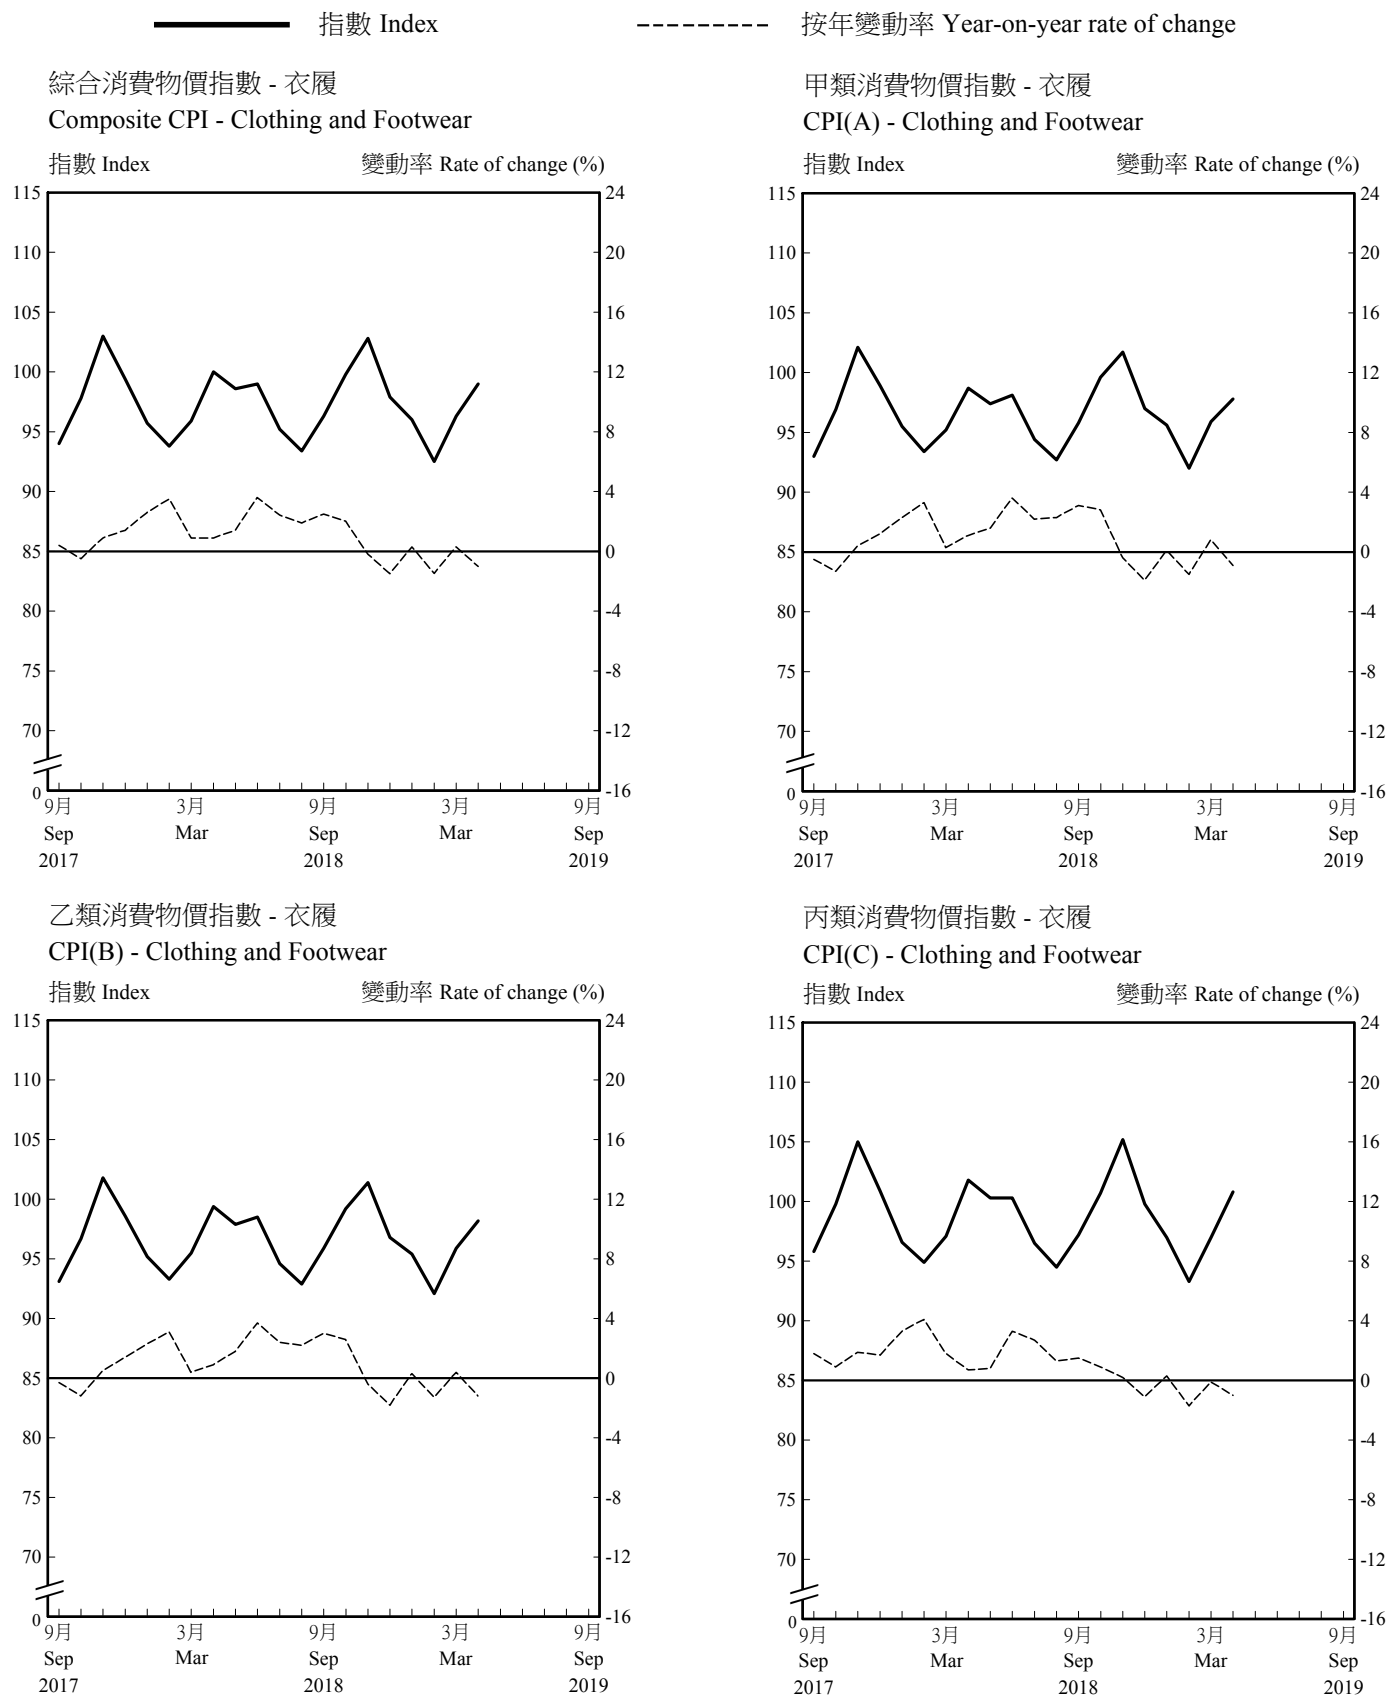 指數 Index
按年變動率 Year-on-year rate of change
綜合消費物價指數 - 衣履
Composite CPI - Clothing and Footwear
指數 Index 變動率 Rate of change (%)
115 24
110 20
105 16
100 12
95 8
90 4
85 0
80 -4
75 -8
70 -12
0 -16
9月 3月 9月 3月 9月
Sep Mar Sep Mar Sep
2017 2018 2019
甲類消費物價指數 - 衣履
CPI(A) - Clothing and Footwear
指數 Index 變動率 Rate of change (%)
115 24
110 20
105 16
100 12
95 8
90 4
85 0
80 -4
75 -8
70 -12
0 -16
9月 3月 9月 3月 9月
Sep Mar Sep Mar Sep
2017 2018 2019
乙類消費物價指數 - 衣履
CPI(B) - Clothing and Footwear
指數 Index 變動率 Rate of change (%)
115 24
110 20
105 16
100 12
95 8
90 4
85 0
80 -4
75 -8
70 -12
0 -16
9月 3月 9月 3月 9月
Sep Mar Sep Mar Sep
2017 2018 2019
丙類消費物價指數 - 衣履
CPI(C) - Clothing and Footwear
指數 Index 變動率 Rate of change (%)
115 24
110 20
105 16
100 12
95 8
90 4
85 0
80 -4
75 -8
70 -12
0 -16
9月 3月 9月 3月 9月
Sep Mar Sep Mar Sep
2017 2018 2019